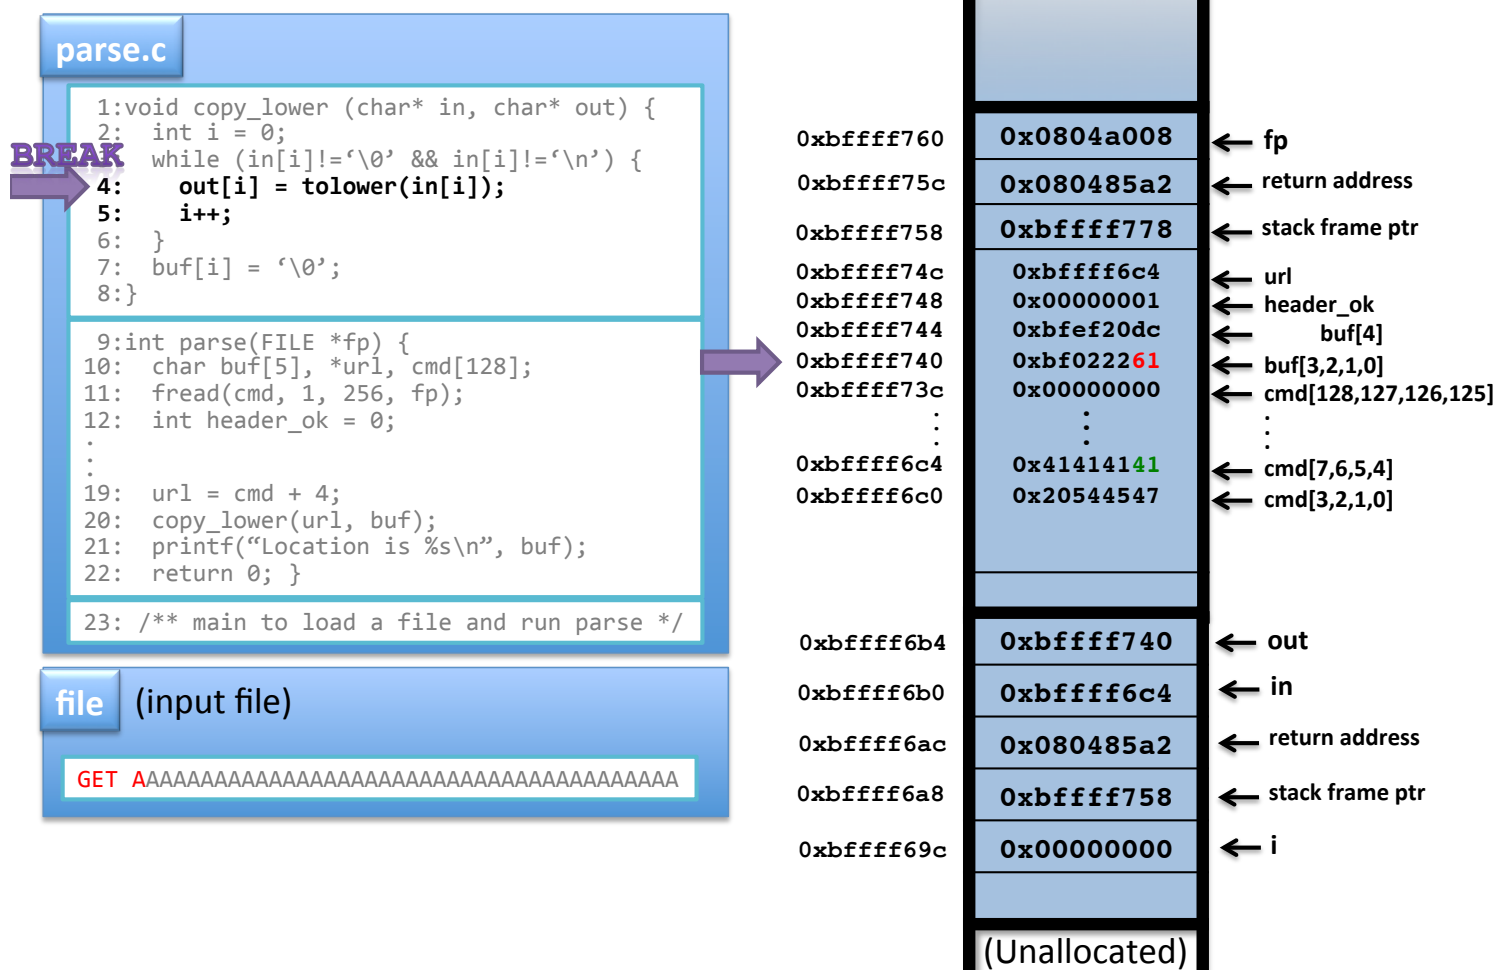 parse.c
1:void copy_lower (char* in, char* out) {
2:  int i = 0;
BREAK
while (in[i]!=‘\0’ && in[i]!=‘\n’) {
4:    out[i] = tolower(in[i]);
5:    i++;
6:  }
7:  buf[i] = ‘\0’;
8:}
9:int parse(FILE *fp) {
10:  char buf[5], *url, cmd[128];
11:  fread(cmd, 1, 256, fp);
12:  int header_ok = 0;
.
.
19:  url = cmd + 4;
20:  copy_lower(url, buf);
21:  printf(“Location is %s\n”, buf);
22:  return 0; }
23: /** main to load a file and run parse */
file (input file)
GET AAAAAAAAAAAAAAAAAAAAAAAAAAAAAAAAAAAAAAAA
0xbffff760 0x0804a008 fp
0xbffff75c 0x080485a2 return address
0xbffff758 0xbffff778 stack frame ptr
0xbffff74c 0xbffff6c4 url
0xbffff748 0x00000001 header_ok
0xbffff744 0xbfef20dc buf[4]
0xbffff740 0xbf022261 buf[3,2,1,0]
0xbffff73c 0x00000000 cmd[128,127,126,125]
. . .
. . .
. . .
0xbffff6c4 0x41414141 cmd[7,6,5,4]
0xbffff6c0 0x20544547 cmd[3,2,1,0]
0xbffff6b4 0xbffff740 out
0xbffff6b0 0xbffff6c4 in
0xbffff6ac 0x080485a2 return address
0xbffff6a8 0xbffff758 stack frame ptr
0xbffff69c 0x00000000 i
(Unallocated)